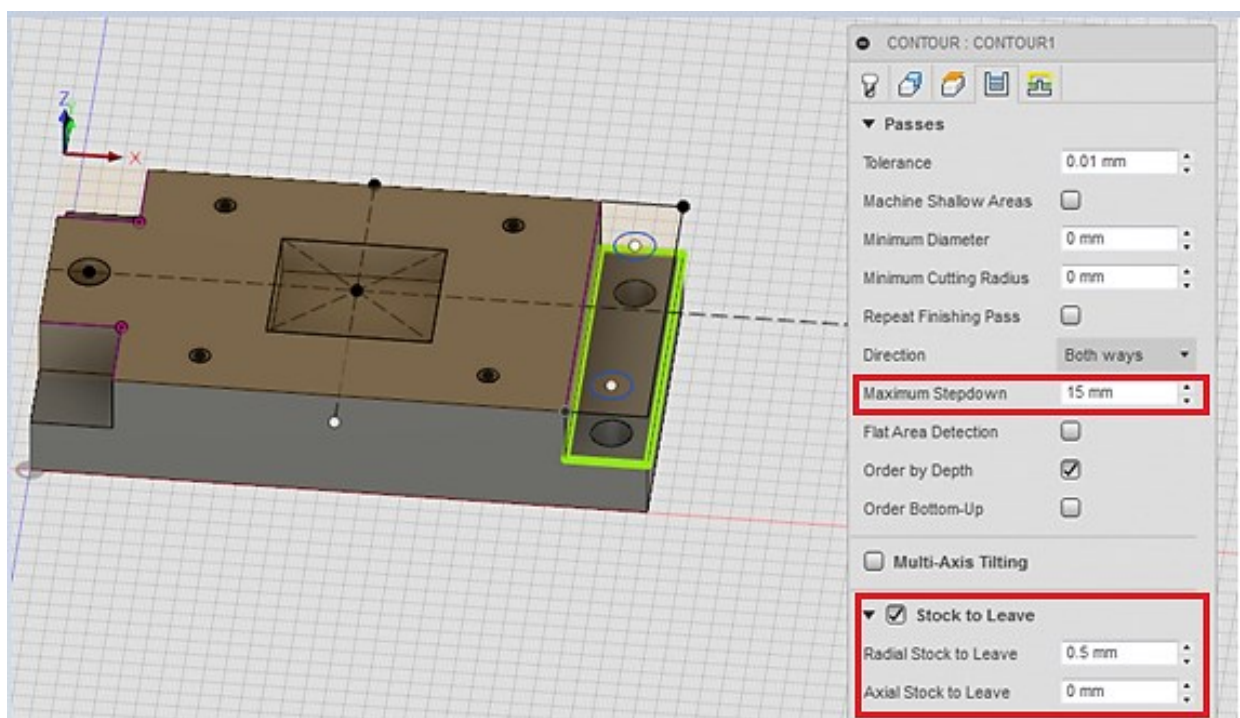 CONTOUR : CONTOUR1
Passes
Tolerance 0.01 mm
Machine Shallow Areas
Minimum Diameter 0 mm
Minimum Cutting Radius 0 mm
Repeat Finishing Pass
Direction Both ways
Maximum Stepdown 15 mm
Flat Area Detection
Order by Depth
Order Bottom-Up
Multi-Axis Tilting
Stock to Leave
Radial Stock to Leave 0.5 mm
Axial Stock to Leave 0 mm
Z
X